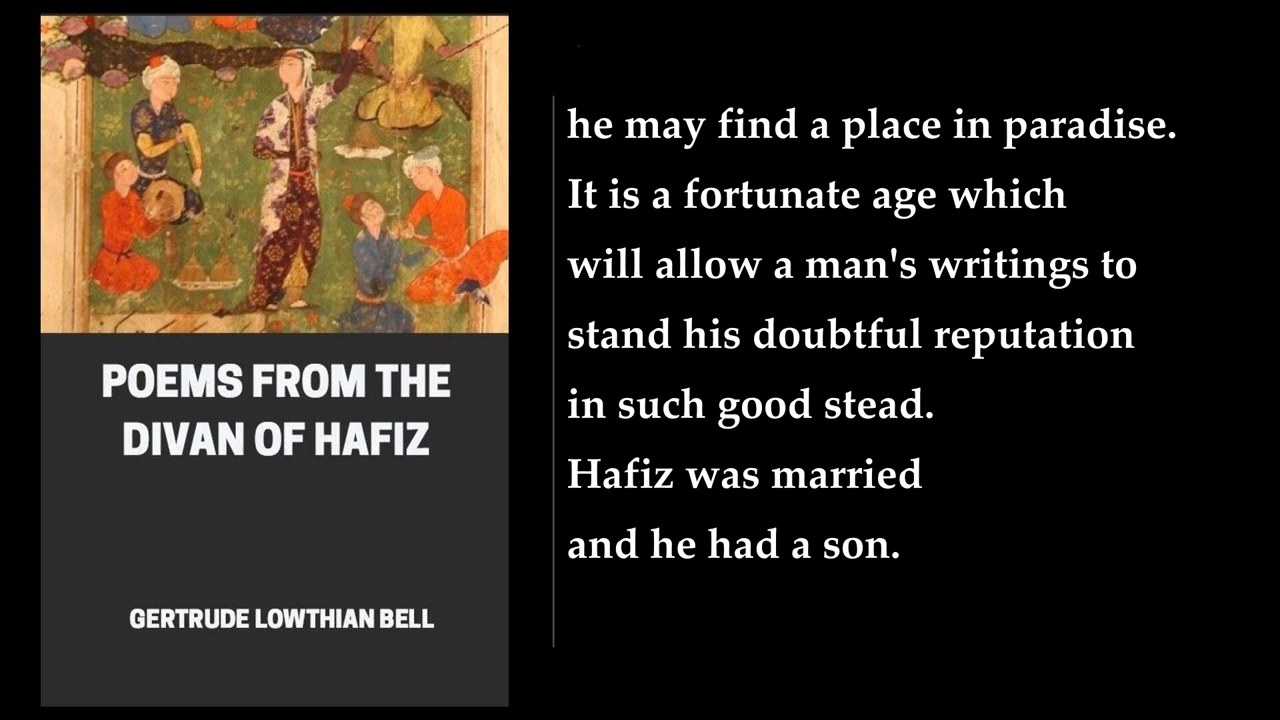 POEMS FROM THE
DIVAN OF HAFIZ
GERTRUDE LOWTHIAN BELL
he may find a place in paradise.
It is a fortunate age which
will allow a man's writings to
stand his doubtful reputation
in such good stead.
Hafiz was married
and he had a son.